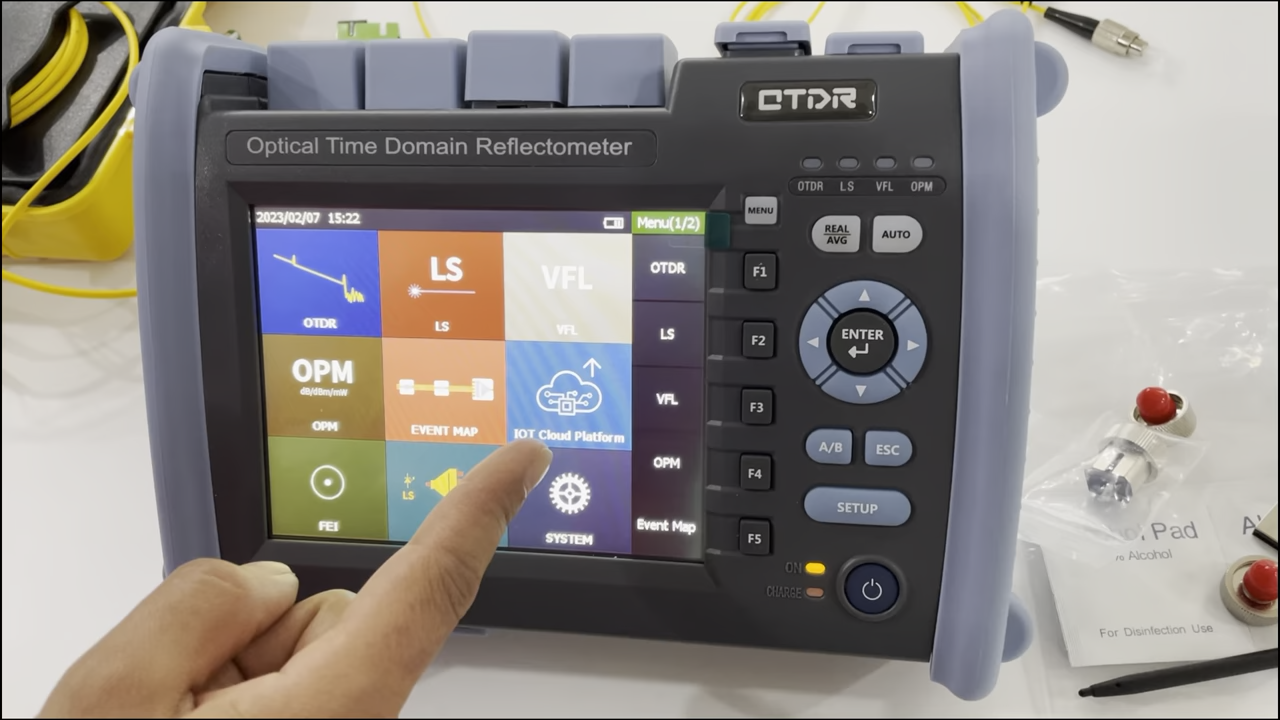 OTDR
Optical Time Domain Reflectometer
OTDR LS VFL OPM
2023/02/07 15:22
Menu(1/2)
MENU
REAL
AVG
AUTO
OTDR
LS
LS
VFL
VFL
OPM
dB/dBm/mW
OPM
EVENT MAP
IOT Cloud Platform
FEI
LS
SYSTEM
OTDR
LS
VFL
OPM
Event Map
F1
F2
F3
F4
F5
ENTER
A/B
ESC
SETUP
ON
CHARGE
Pad
Alcohol
For Disinfection Use